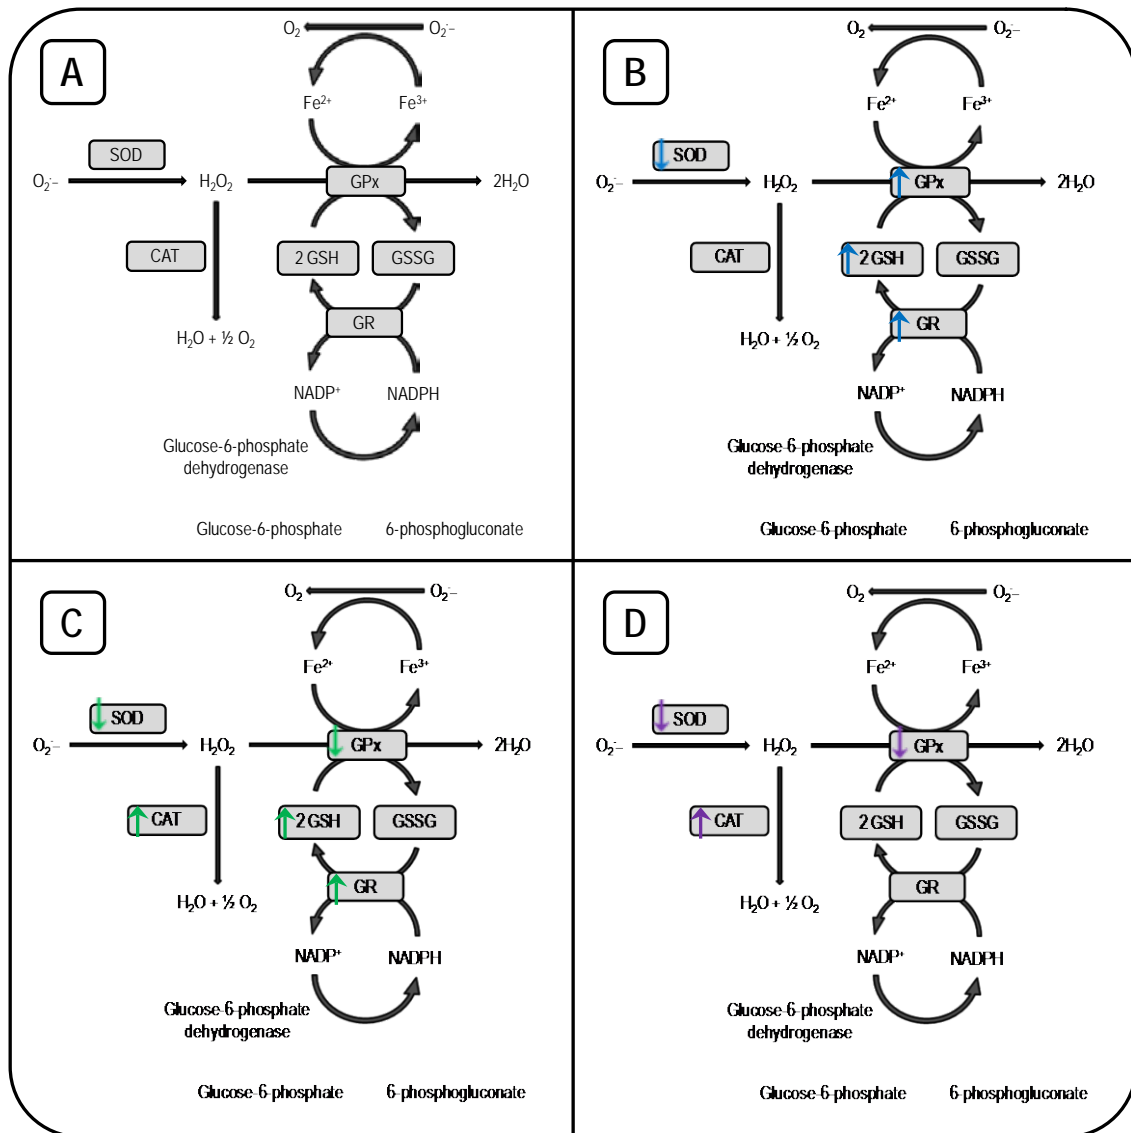 A
O₂ O₂·–
Fe²⁺ Fe³⁺
SOD
O₂·– H₂O₂ GPx 2H₂O
CAT 2 GSH GSSG
GR
H₂O + ½ O₂
NADP⁺ NADPH
Glucose-6-phosphate
dehydrogenase
Glucose-6-phosphate 6-phosphogluconate
B
O₂ O₂·–
Fe²⁺ Fe³⁺
SOD
O₂·– H₂O₂ GPx 2H₂O
CAT 2 GSH GSSG
GR
H₂O + ½ O₂
NADP⁺ NADPH
Glucose-6-phosphate
dehydrogenase
Glucose-6-phosphate 6-phosphogluconate
C
O₂ O₂·–
Fe²⁺ Fe³⁺
SOD
O₂·– H₂O₂ GPx 2H₂O
CAT 2 GSH GSSG
GR
H₂O + ½ O₂
NADP⁺ NADPH
Glucose-6-phosphate
dehydrogenase
Glucose-6-phosphate 6-phosphogluconate
D
O₂ O₂·–
Fe²⁺ Fe³⁺
SOD
O₂·– H₂O₂ GPx 2H₂O
CAT 2 GSH GSSG
GR
H₂O + ½ O₂
NADP⁺ NADPH
Glucose-6-phosphate
dehydrogenase
Glucose-6-phosphate 6-phosphogluconate